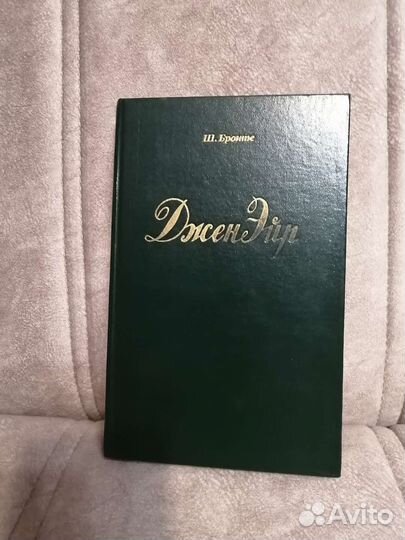 Ш. Бронте
Джен Эйр
Avito